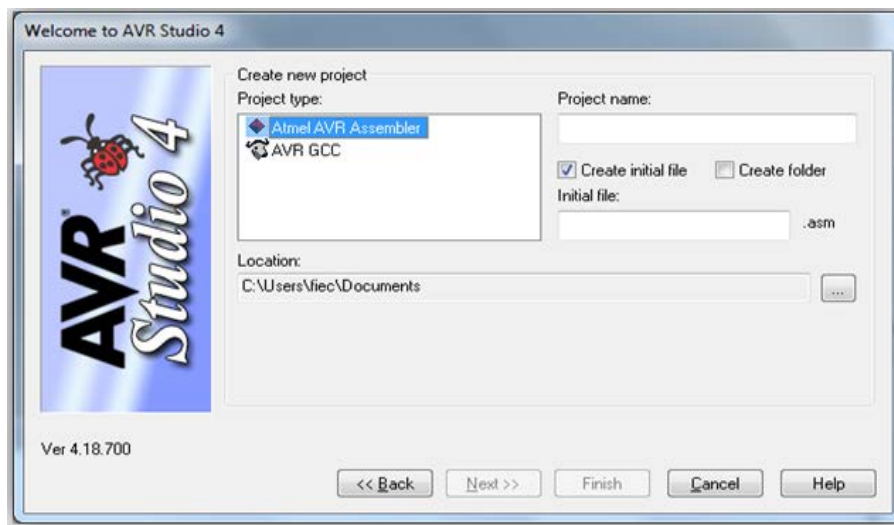 Welcome to AVR Studio 4
Create new project
Project type:
Project name:
Atmel AVR Assembler
AVR GCC
Create initial file
Create folder
Initial file:
.asm
Location:
C:\Users\fiec\Documents
...
AVR®
Studio 4
Ver 4.18.700
<< Back
Next >>
Finish
Cancel
Help